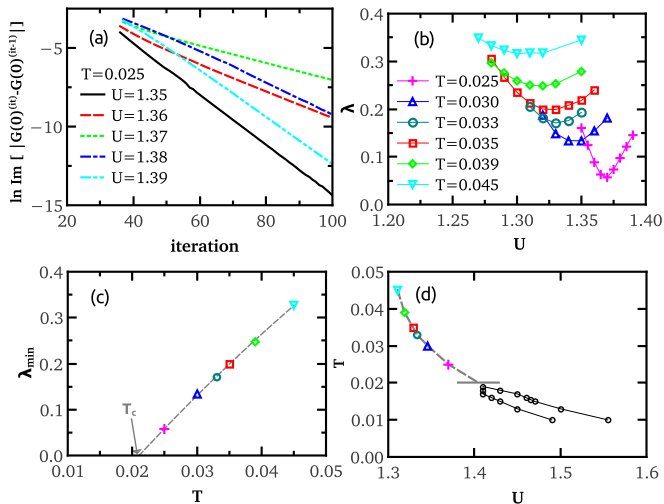 (a)
−5
−10
−15
20 40 60 80 100
ln Im [ |G(0)(it)-G(0)(it-1)|]
iteration
T=0.025
U=1.35
U=1.36
U=1.37
U=1.38
U=1.39
(b)
0.4
0.3
0.2
0.1
0.0
1.20 1.25 1.30 1.35 1.40
λ
U
T=0.025
T=0.030
T=0.033
T=0.035
T=0.039
T=0.045
(c)
0.4
0.3
0.2
0.1
0.0
0.01 0.02 0.03 0.04 0.05
λmin
T
Tc
(d)
0.05
0.04
0.03
0.02
0.01
0.00
1.3 1.4 1.5 1.6
T
U